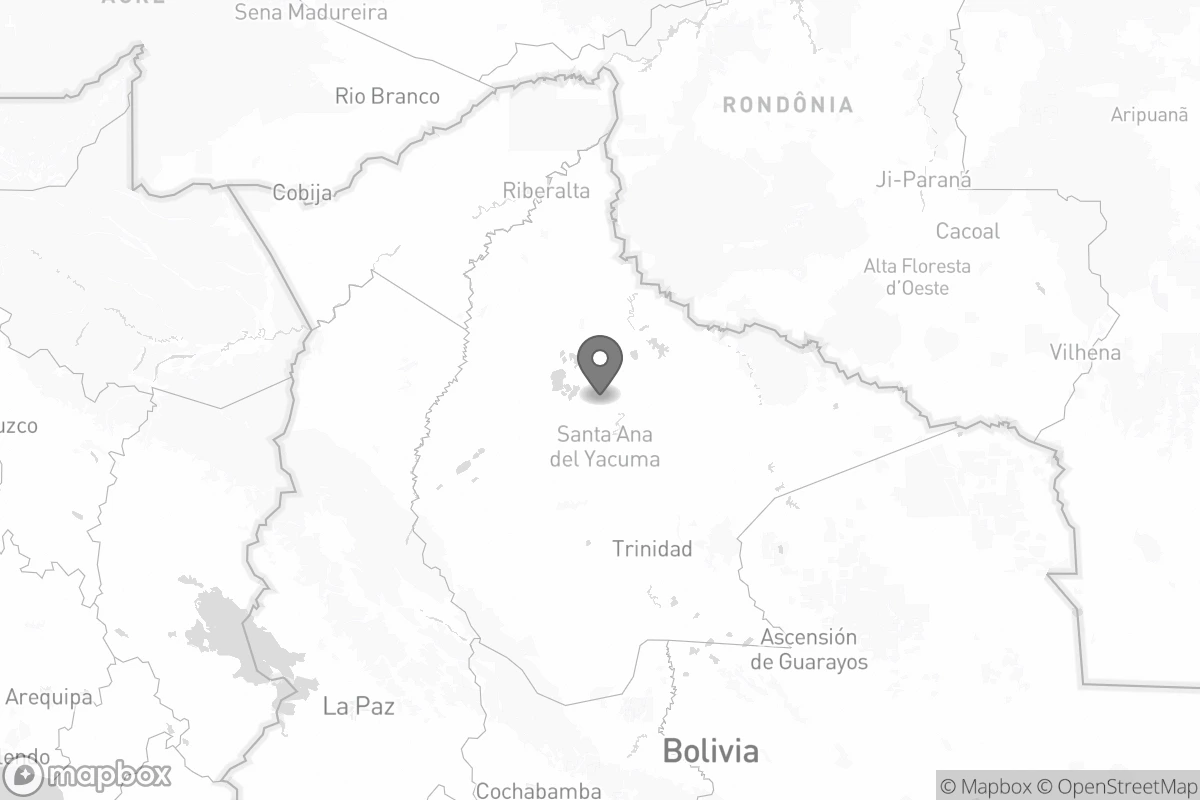 ACRE
Sena Madureira
Rio Branco
RONDÔNIA
Aripuanã
Cobija
Riberalta
Ji-Paraná
Cacoal
Alta Floresta
d'Oeste
Vilhena
uzco
Santa Ana
del Yacuma
Trinidad
Ascensión
de Guarayos
Arequipa
La Paz
Bolivia
llendo
mapbox
Cochabamba
© Mapbox © OpenStreetMap